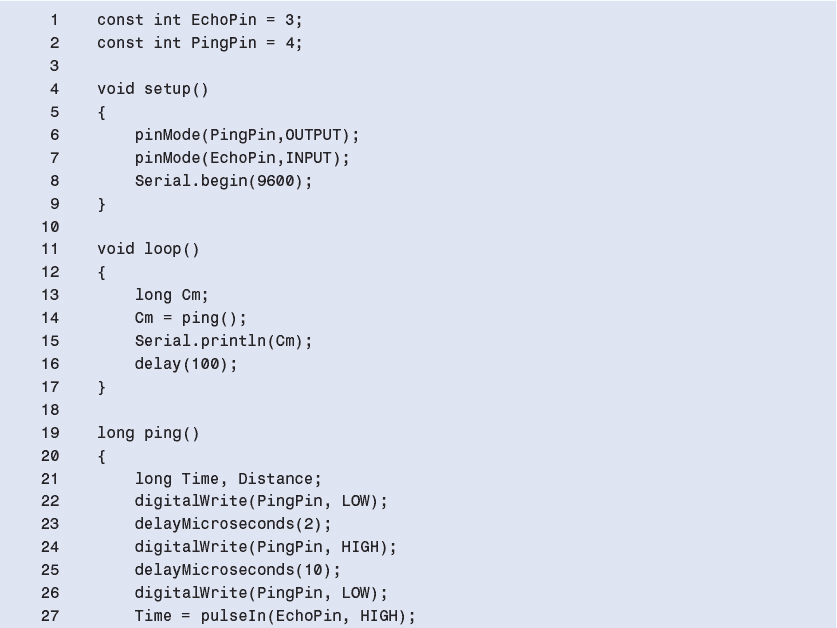 1 const int EchoPin = 3;
2 const int PingPin = 4;
3
4 void setup()
5 {
6 pinMode(PingPin,OUTPUT);
7 pinMode(EchoPin,INPUT);
8 Serial.begin(9600);
9 }
10
11 void loop()
12 {
13 long Cm;
14 Cm = ping();
15 Serial.println(Cm);
16 delay(100);
17 }
18
19 long ping()
20 {
21 long Time, Distance;
22 digitalWrite(PingPin, LOW);
23 delayMicroseconds(2);
24 digitalWrite(PingPin, HIGH);
25 delayMicroseconds(10);
26 digitalWrite(PingPin, LOW);
27 Time = pulseIn(EchoPin, HIGH);